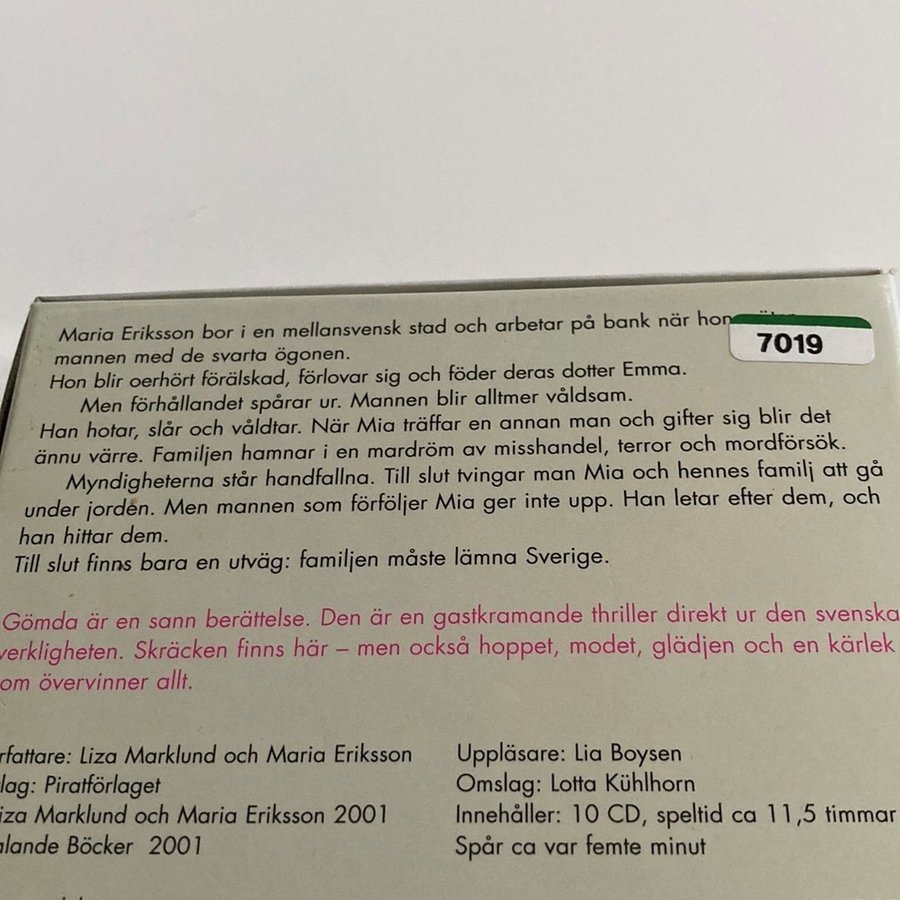 Maria Eriksson bor i en mellansvensk stad och arbetar på bank när hon
7019
mannen med de svarta ögonen.
Hon blir oerhört förälskad, förlovar sig och föder deras dotter Emma.
Men förhållandet spårar ur. Mannen blir alltmer våldsam.
Han hotar, slår och våldtar. När Mia träffar en annan man och gifter sig blir det
ännu värre. Familjen hamnar i en mardröm av misshandel, terror och mordförsök.
Myndigheterna står handfallna. Till slut tvingar man Mia och hennes familj att gå
under jorden. Men mannen som förföljer Mia ger inte upp. Han letar efter dem, och
han hittar dem.
Till slut finns bara en utväg: familjen måste lämna Sverige.
Gömda är en sann berättelse. Den är en gastkramande thriller direkt ur den svenska
verkligheten. Skräcken finns här – men också hoppet, modet, glädjen och en kärlek
om övervinner allt.
rfattare: Liza Marklund och Maria Eriksson
lag: Piratförlaget
iza Marklund och Maria Eriksson 2001
alande Böcker 2001
Uppläsare: Lia Boysen
Omslag: Lotta Kühlhorn
Innehåller: 10 CD, speltid ca 11,5 timmar
Spår ca var femte minut